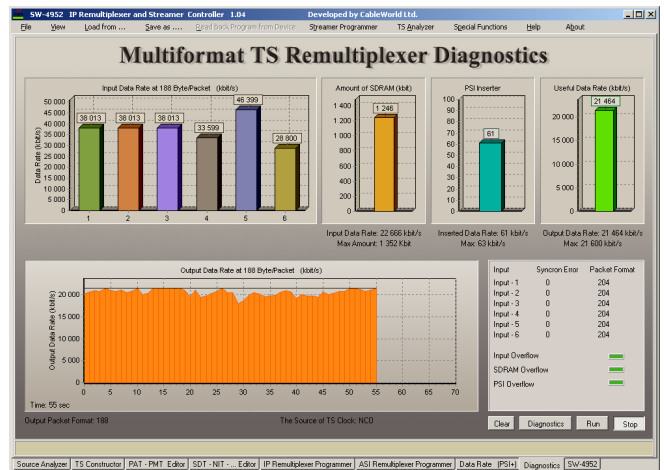 SW-4952 IP Remultiplexer and Streamer Controller 1.04 Developed by CableWorld Ltd.
File View Load from ... Save as .... Read back Program from Device Streamer Programmer TS Analyzer Special Functions Help About
Multiformat TS Remultiplexer Diagnostics
Input Data Rate at 188 Byte/Packet (kbit/s)
Data Rate (kbit/s)
50 000
45 000
40 000
35 000
30 000
25 000
20 000
15 000
10 000
5 000
0
38 013 38 013 38 013 33 599 46 399 28 800
1 2 3 4 5 6
Amount of SDRAM (kbit)
1 400
1 200
1 000
800
600
400
200
0
1 246
Input Data Rate: 22 666 kbit/s
Max Amount: 1 352 Kbit
PSI Inserter
100
90
80
70
60
50
40
30
20
10
0
61
Inserted Data Rate: 61 kbit/s
Max: 63 kbit/s
Useful Data Rate (kbit/s)
20 000
15 000
10 000
5 000
0
21 464
Output Data Rate: 21 464 kbit/s
Max: 21 600 kbit/s
Output Data Rate at 188 Byte/Packet (kbit/s)
Output Data Rate (kbit/s)
20 000
15 000
10 000
5 000
0
0 5 10 15 20 25 30 35 40 45 50 55 60 65 70
Time: 55 sec
Output Packet Format: 188
The Source of TS Clock: NCO
Input Syncron Error Packet Format
Input - 1 0 204
Input - 2 0 204
Input - 3 0 204
Input - 4 0 204
Input - 5 0 204
Input - 6 0 204
Input Overflow
SDRAM Overflow
PSI Overflow
Clear Diagnostics Run Stop
Source Analyzer TS Constructor PAT - PMT Editor SDT - NIT - ... Editor IP Remultiplexer Programmer ASI Remultiplexer Programmer Data Rate (PSI+) Diagnostics SW-4952